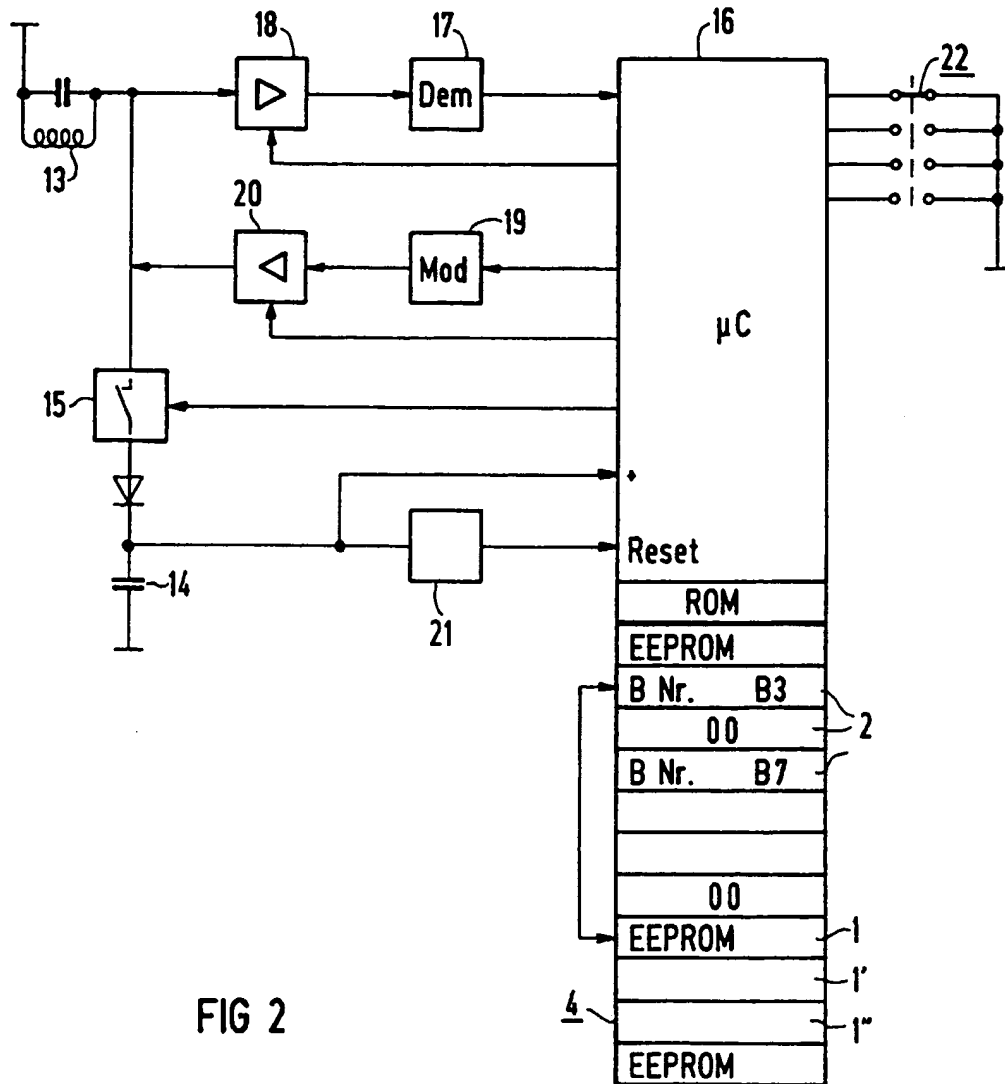 18
17
16
22
Dem
13
20
19
Mod
µC
15
+
Reset
14
21
ROM
EEPROM
B Nr. B3
2
00
B Nr. B7
00
EEPROM
1
1'
4
1"
EEPROM
FIG 2